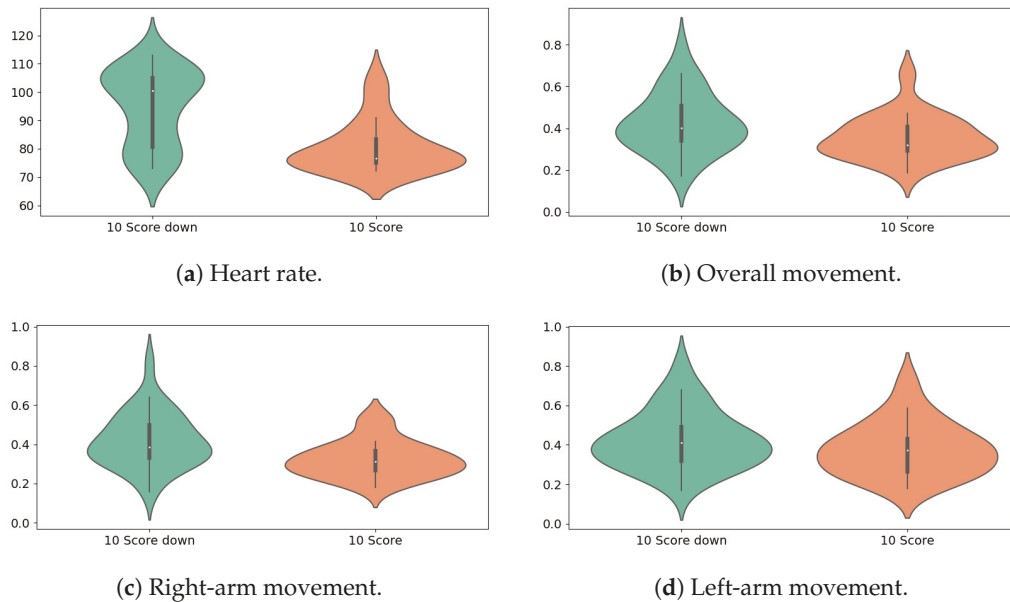 120
110
100
90
80
70
60
10 Score down
10 Score
(a) Heart rate.
0.8
0.6
0.4
0.2
0.0
10 Score down
10 Score
(b) Overall movement.
1.0
0.8
0.6
0.4
0.2
0.0
10 Score down
10 Score
(c) Right-arm movement.
1.0
0.8
0.6
0.4
0.2
0.0
10 Score down
10 Score
(d) Left-arm movement.